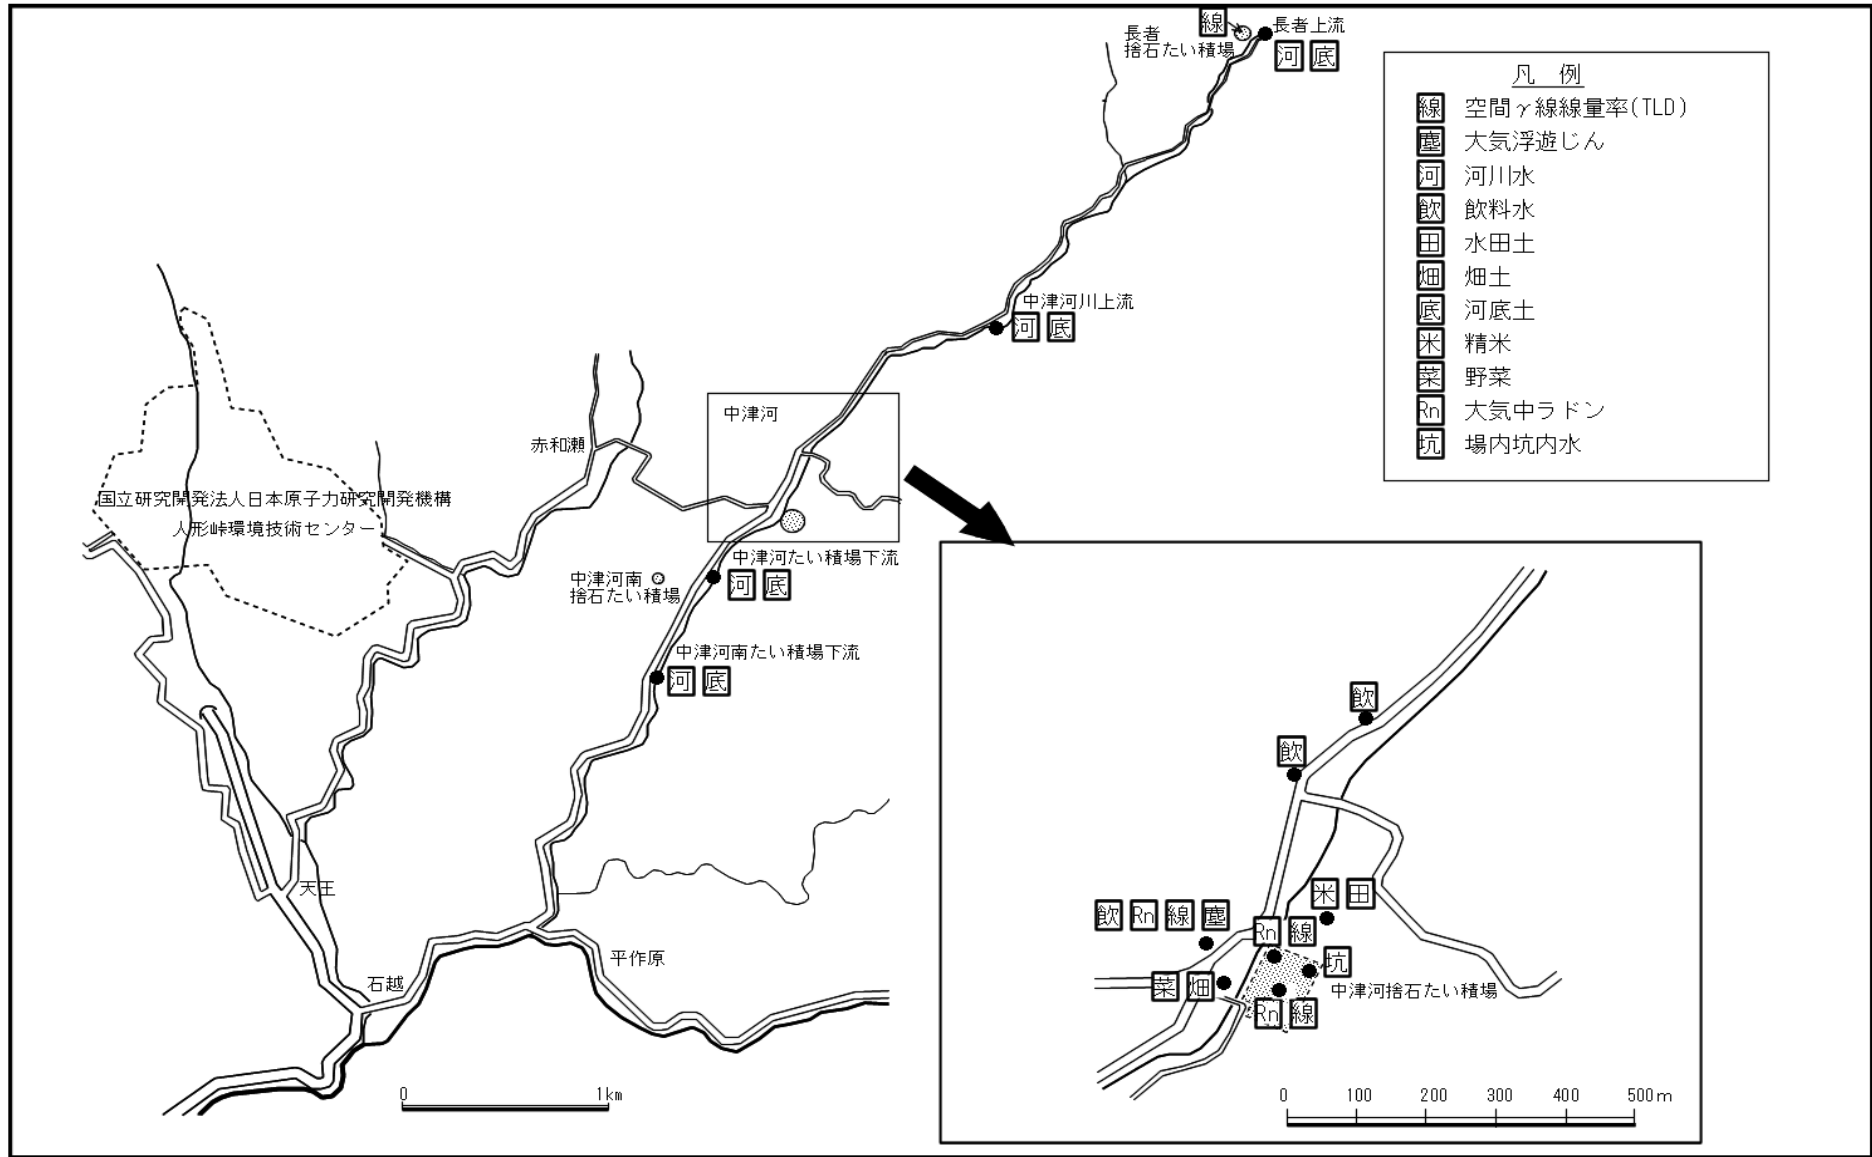 線
長者上流
長者
捨石たい積場
河 底
凡 例
線 空間γ線線量率(TLD)
塵 大気浮遊じん
河 河川水
飲 飲料水
田 水田土
畑 畑土
底 河底土
米 精米
菜 野菜
Rn 大気中ラドン
坑 場内坑内水
中津河川上流
河 底
中津河
赤和瀬
国立研究開発法人日本原子力研究開発機構
人形峠環境技術センター
中津河たい積場下流
河 底
中津河南
捨石たい積場
中津河南たい積場下流
河 底
天王
石越
平作原
0 1km
飲
飲
米 田
飲 Rn 線 塵
Rn 線
坑
菜 畑
中津河捨石たい積場
Rn 線
0 100 200 300 400 500m